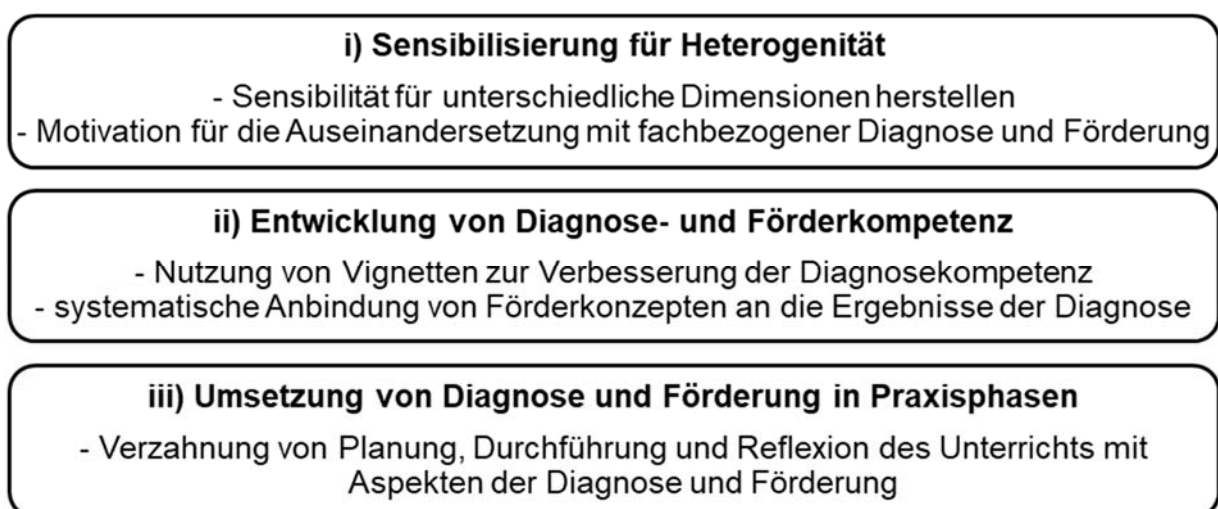 i) Sensibilisierung für Heterogenität
- Sensibilität für unterschiedliche Dimensionen herstellen
- Motivation für die Auseinandersetzung mit fachbezogener Diagnose und Förderung
ii) Entwicklung von Diagnose- und Förderkompetenz
- Nutzung von Vignetten zur Verbesserung der Diagnosekompetenz
- systematische Anbindung von Förderkonzepten an die Ergebnisse der Diagnose
iii) Umsetzung von Diagnose und Förderung in Praxisphasen
- Verzahnung von Planung, Durchführung und Reflexion des Unterrichts mit
Aspekten der Diagnose und Förderung